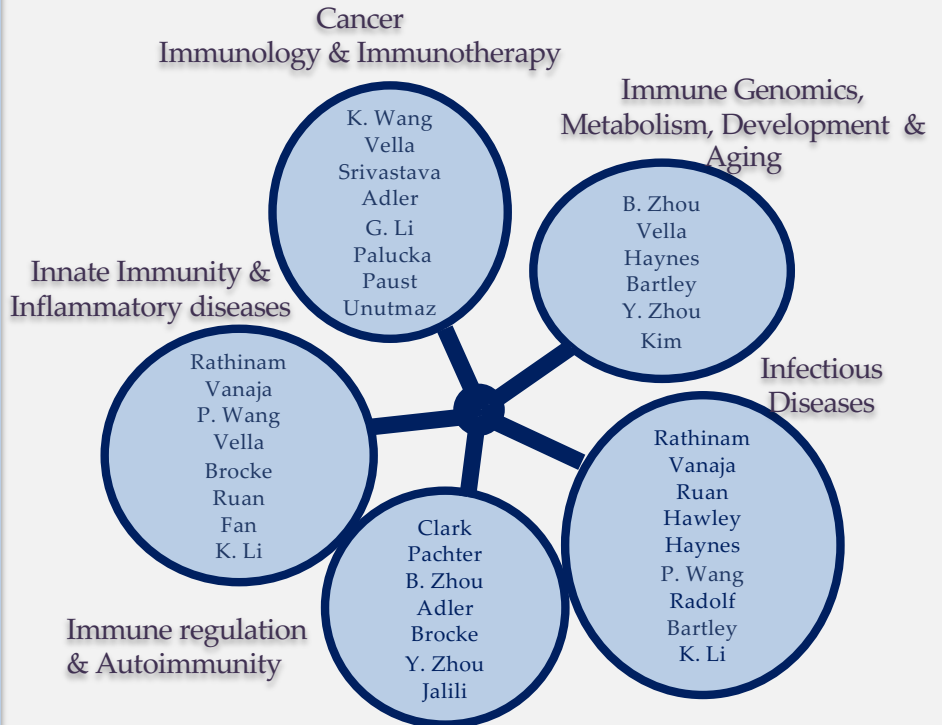 Cancer
Immunology & Immunotherapy
K. Wang
Vella
Srivastava
Adler
G. Li
Palucka
Paust
Unutmaz
Immune Genomics,
Metabolism, Development &
Aging
B. Zhou
Vella
Haynes
Bartley
Y. Zhou
Kim
Innate Immunity &
Inflammatory diseases
Rathinam
Vanaja
P. Wang
Vella
Brocke
Ruan
Fan
K. Li
Infectious
Diseases
Rathinam
Vanaja
Ruan
Hawley
Haynes
P. Wang
Radolf
Bartley
K. Li
Immune regulation
& Autoimmunity
Clark
Pachter
B. Zhou
Adler
Brocke
Y. Zhou
Jalili